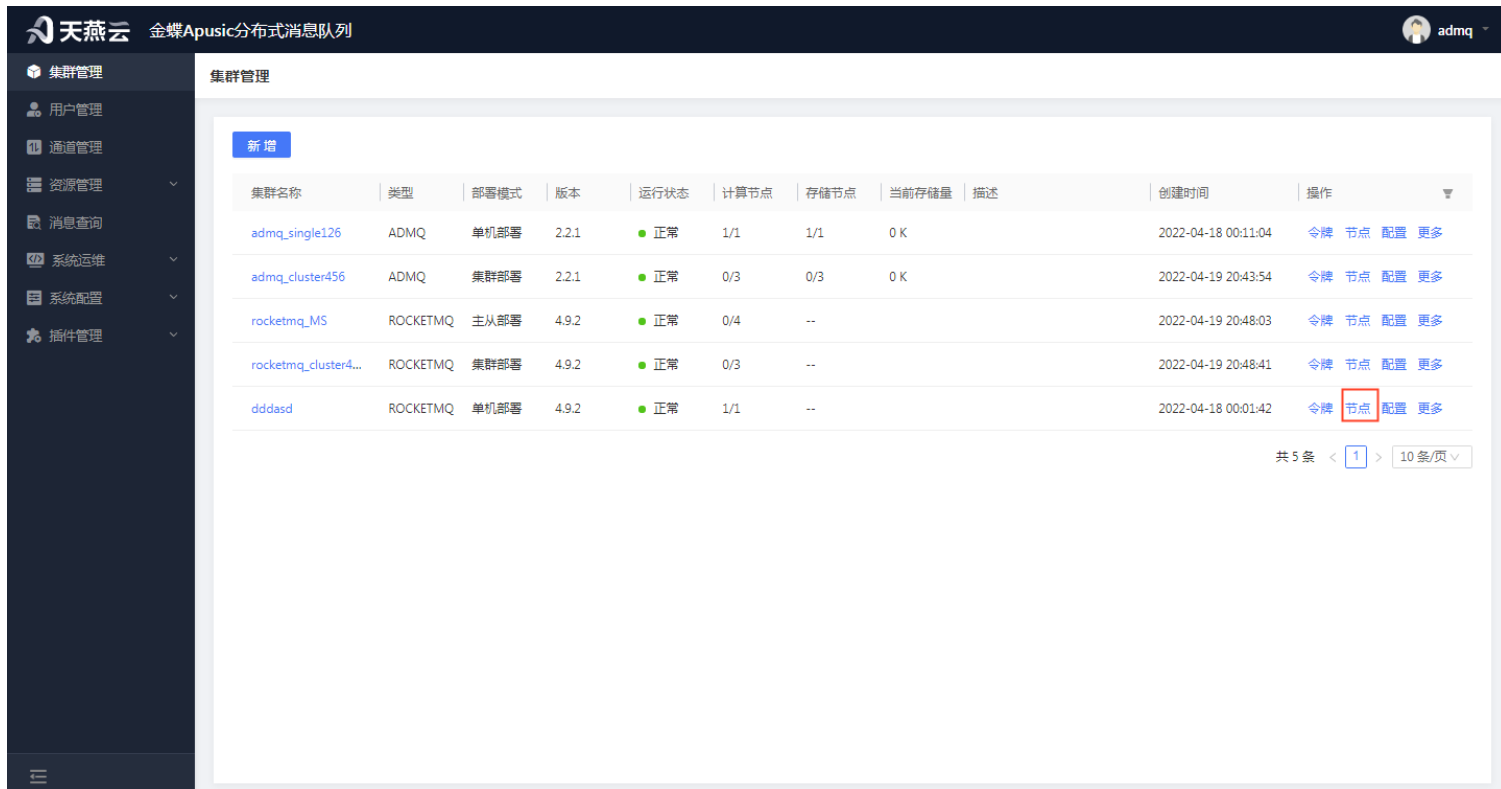 天燕云 金蝶Apusic分布式消息队列 admq
集群管理
用户管理
通道管理
资源管理
消息查询
系统运维
系统配置
插件管理
集群管理
新增
集群名称 类型 部署模式 版本 运行状态 计算节点 存储节点 当前存储量 描述 创建时间 操作
admq_single126 ADMQ 单机部署 2.2.1 正常 1/1 1/1 0 K 2022-04-18 00:11:04 令牌 节点 配置 更多
admq_cluster456 ADMQ 集群部署 2.2.1 正常 0/3 0/3 0 K 2022-04-19 20:43:54 令牌 节点 配置 更多
rocketmq_MS ROCKETMQ 主从部署 4.9.2 正常 0/4 -- 2022-04-19 20:48:03 令牌 节点 配置 更多
rocketmq_cluster4... ROCKETMQ 集群部署 4.9.2 正常 0/3 -- 2022-04-19 20:48:41 令牌 节点 配置 更多
dddasd ROCKETMQ 单机部署 4.9.2 正常 1/1 -- 2022-04-18 00:01:42 令牌 节点 配置 更多
共 5 条 < 1 > 10 条/页